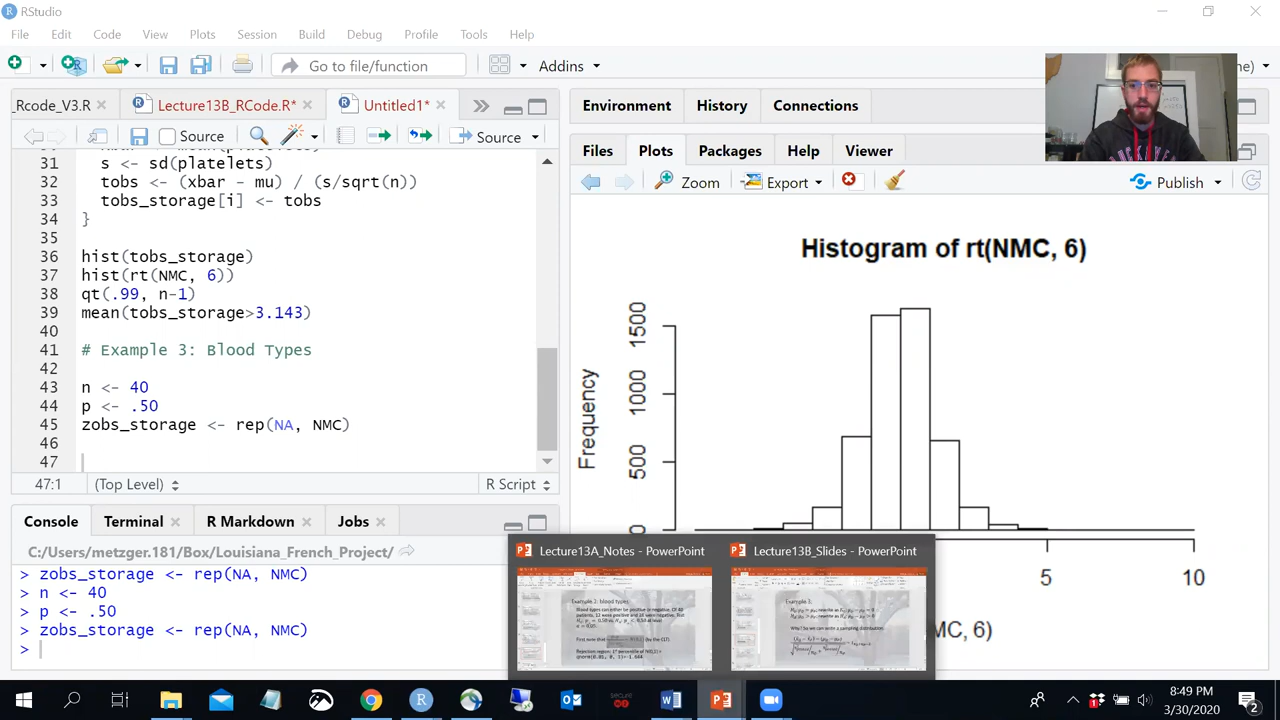 RStudio
File Edit Code View Plots Session Build Debug Profile Tools Help
Go to file/function Addins
_Rcode_V3.R Lecture13B_RCode.R* Untitled1*
Source Source
31 s <- sd(platelets)
32 tobs <- (xbar - mu) / (s/sqrt(n))
33 tobs_storage[i] <- tobs
34 }
35
36 hist(tobs_storage)
37 hist(rt(NMC, 6))
38 qt(.99, n-1)
39 mean(tobs_storage>3.143)
40
41 # Example 3: Blood Types
42
43 n <- 40
44 p <- .50
45 zobs_storage <- rep(NA, NMC)
46
47
47:1 (Top Level) R Script
Console Terminal R Markdown Jobs
C:/Users/metzger.181/Box/Louisiana_French_Project/
> zobs_storage <- rep(NA, NMC)
> n <- 40
> p <- .50
> zobs_storage <- rep(NA, NMC)
>
Environment History Connections
Files Plots Packages Help Viewer
Zoom Export Publish
Histogram of rt(NMC, 6)
Frequency
0 500 1000 1500
5 10
MC, 6)
Lecture13A_Notes - PowerPoint
Lecture13B_Slides - PowerPoint
8:49 PM
3/30/2020